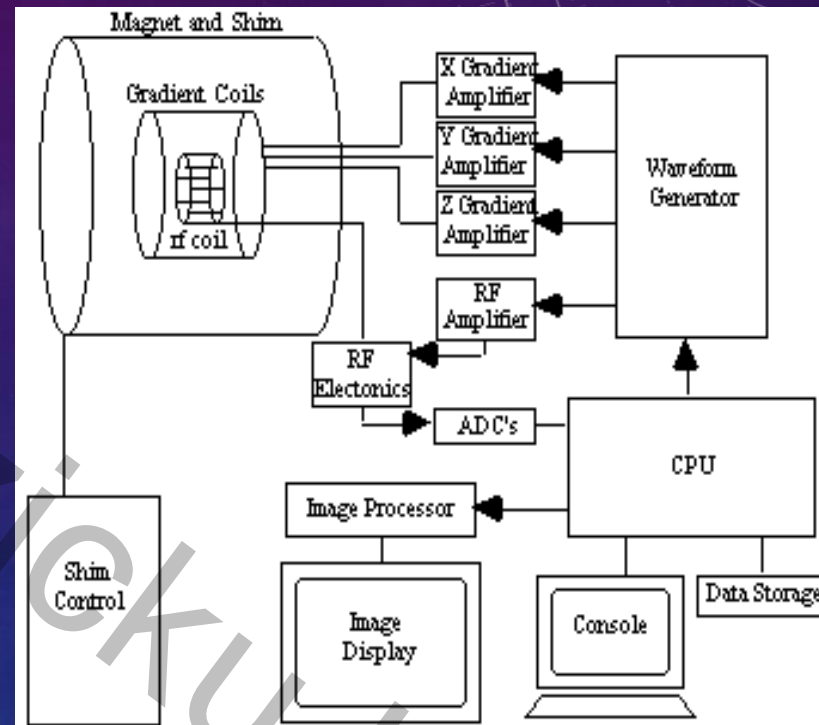 Magnet and Shim
Gradient Coils
rf coil
X Gradient
Amplifier
Y Gradient
Amplifier
Z Gradient
Amplifier
Waveform
Generator
RF
Amplifier
RF
Electonics
ADC's
CPU
Image Processor
Shim
Control
Image
Display
Console
Data Storage